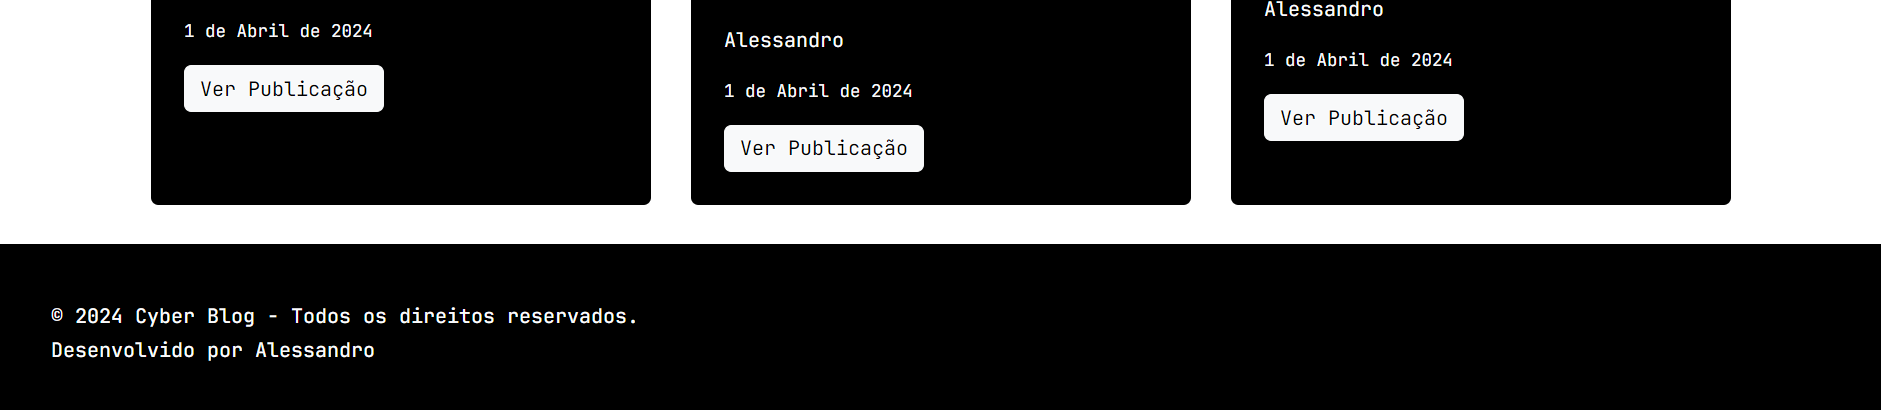 1 de Abril de 2024
Ver Publicação
Alessandro
1 de Abril de 2024
Ver Publicação
Alessandro
1 de Abril de 2024
Ver Publicação
© 2024 Cyber Blog - Todos os direitos reservados.
Desenvolvido por Alessandro